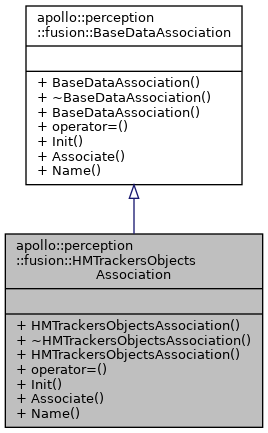 apollo::perception
::fusion::BaseDataAssociation
+ BaseDataAssociation()
+ ~BaseDataAssociation()
+ BaseDataAssociation()
+ operator=()
+ Init()
+ Associate()
+ Name()
apollo::perception
::fusion::HMTrackersObjects
Association
+ HMTrackersObjectsAssociation()
+ ~HMTrackersObjectsAssociation()
+ HMTrackersObjectsAssociation()
+ operator=()
+ Init()
+ Associate()
+ Name()